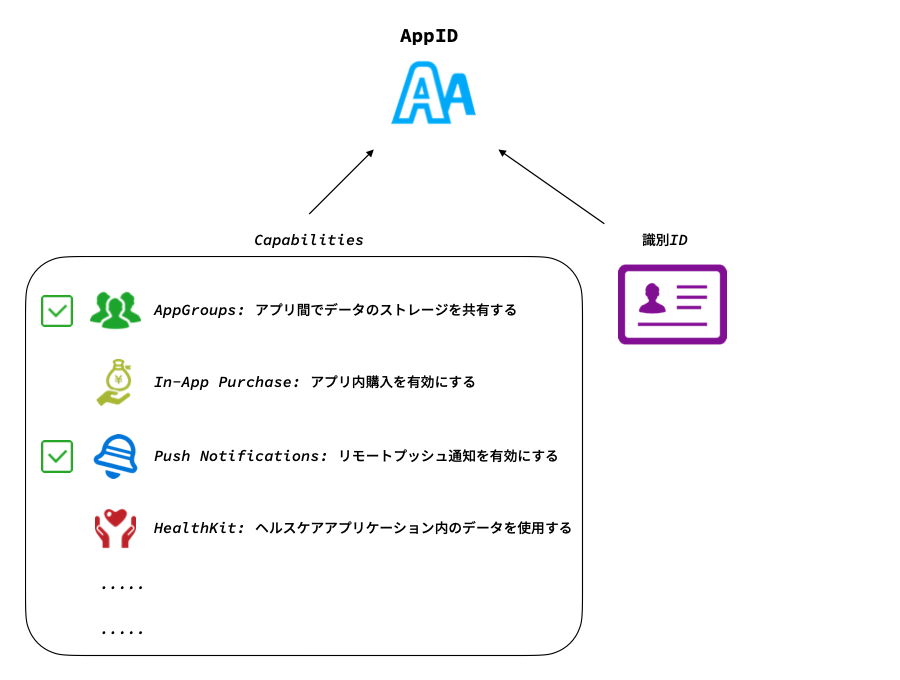 AppID
Capabilities
識別ID
AppGroups: アプリ間でデータのストレージを共有する
In-App Purchase: アプリ内購入を有効にする
Push Notifications: リモートプッシュ通知を有効にする
HealthKit: ヘルスケアアプリケーション内のデータを使用する
.....
.....